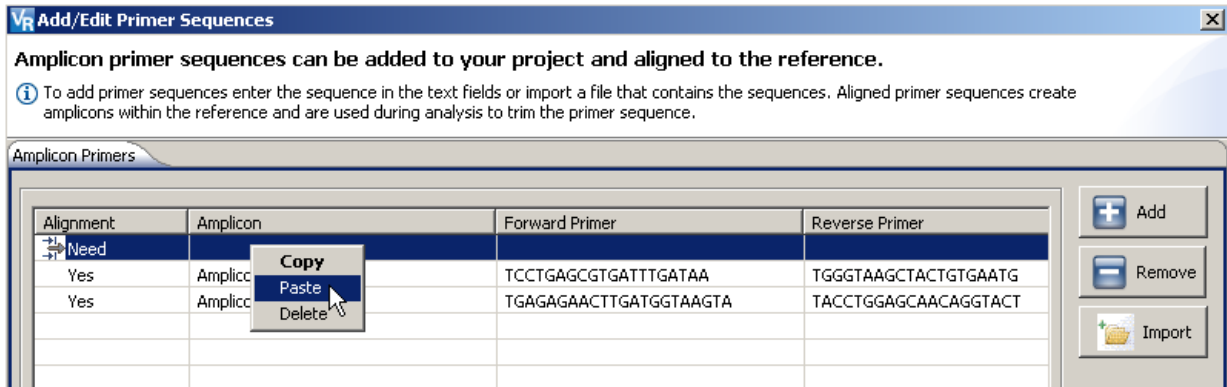 VR Add/Edit Primer Sequences
Amplicon primer sequences can be added to your project and aligned to the reference.
To add primer sequences enter the sequence in the text fields or import a file that contains the sequences. Aligned primer sequences create
amplicons within the reference and are used during analysis to trim the primer sequence.
Amplicon Primers
Alignment Amplicon Forward Primer Reverse Primer
Need
Yes Amplico TCCTGAGCGTGATTTGATAA TGGGTAAGCTACTGTGAATG
Yes Amplico TGAGAGAACTTGATGGTAAGTA TACCTGGAGCAACAGGTACT
Copy
Paste
Delete
Add
Remove
Import